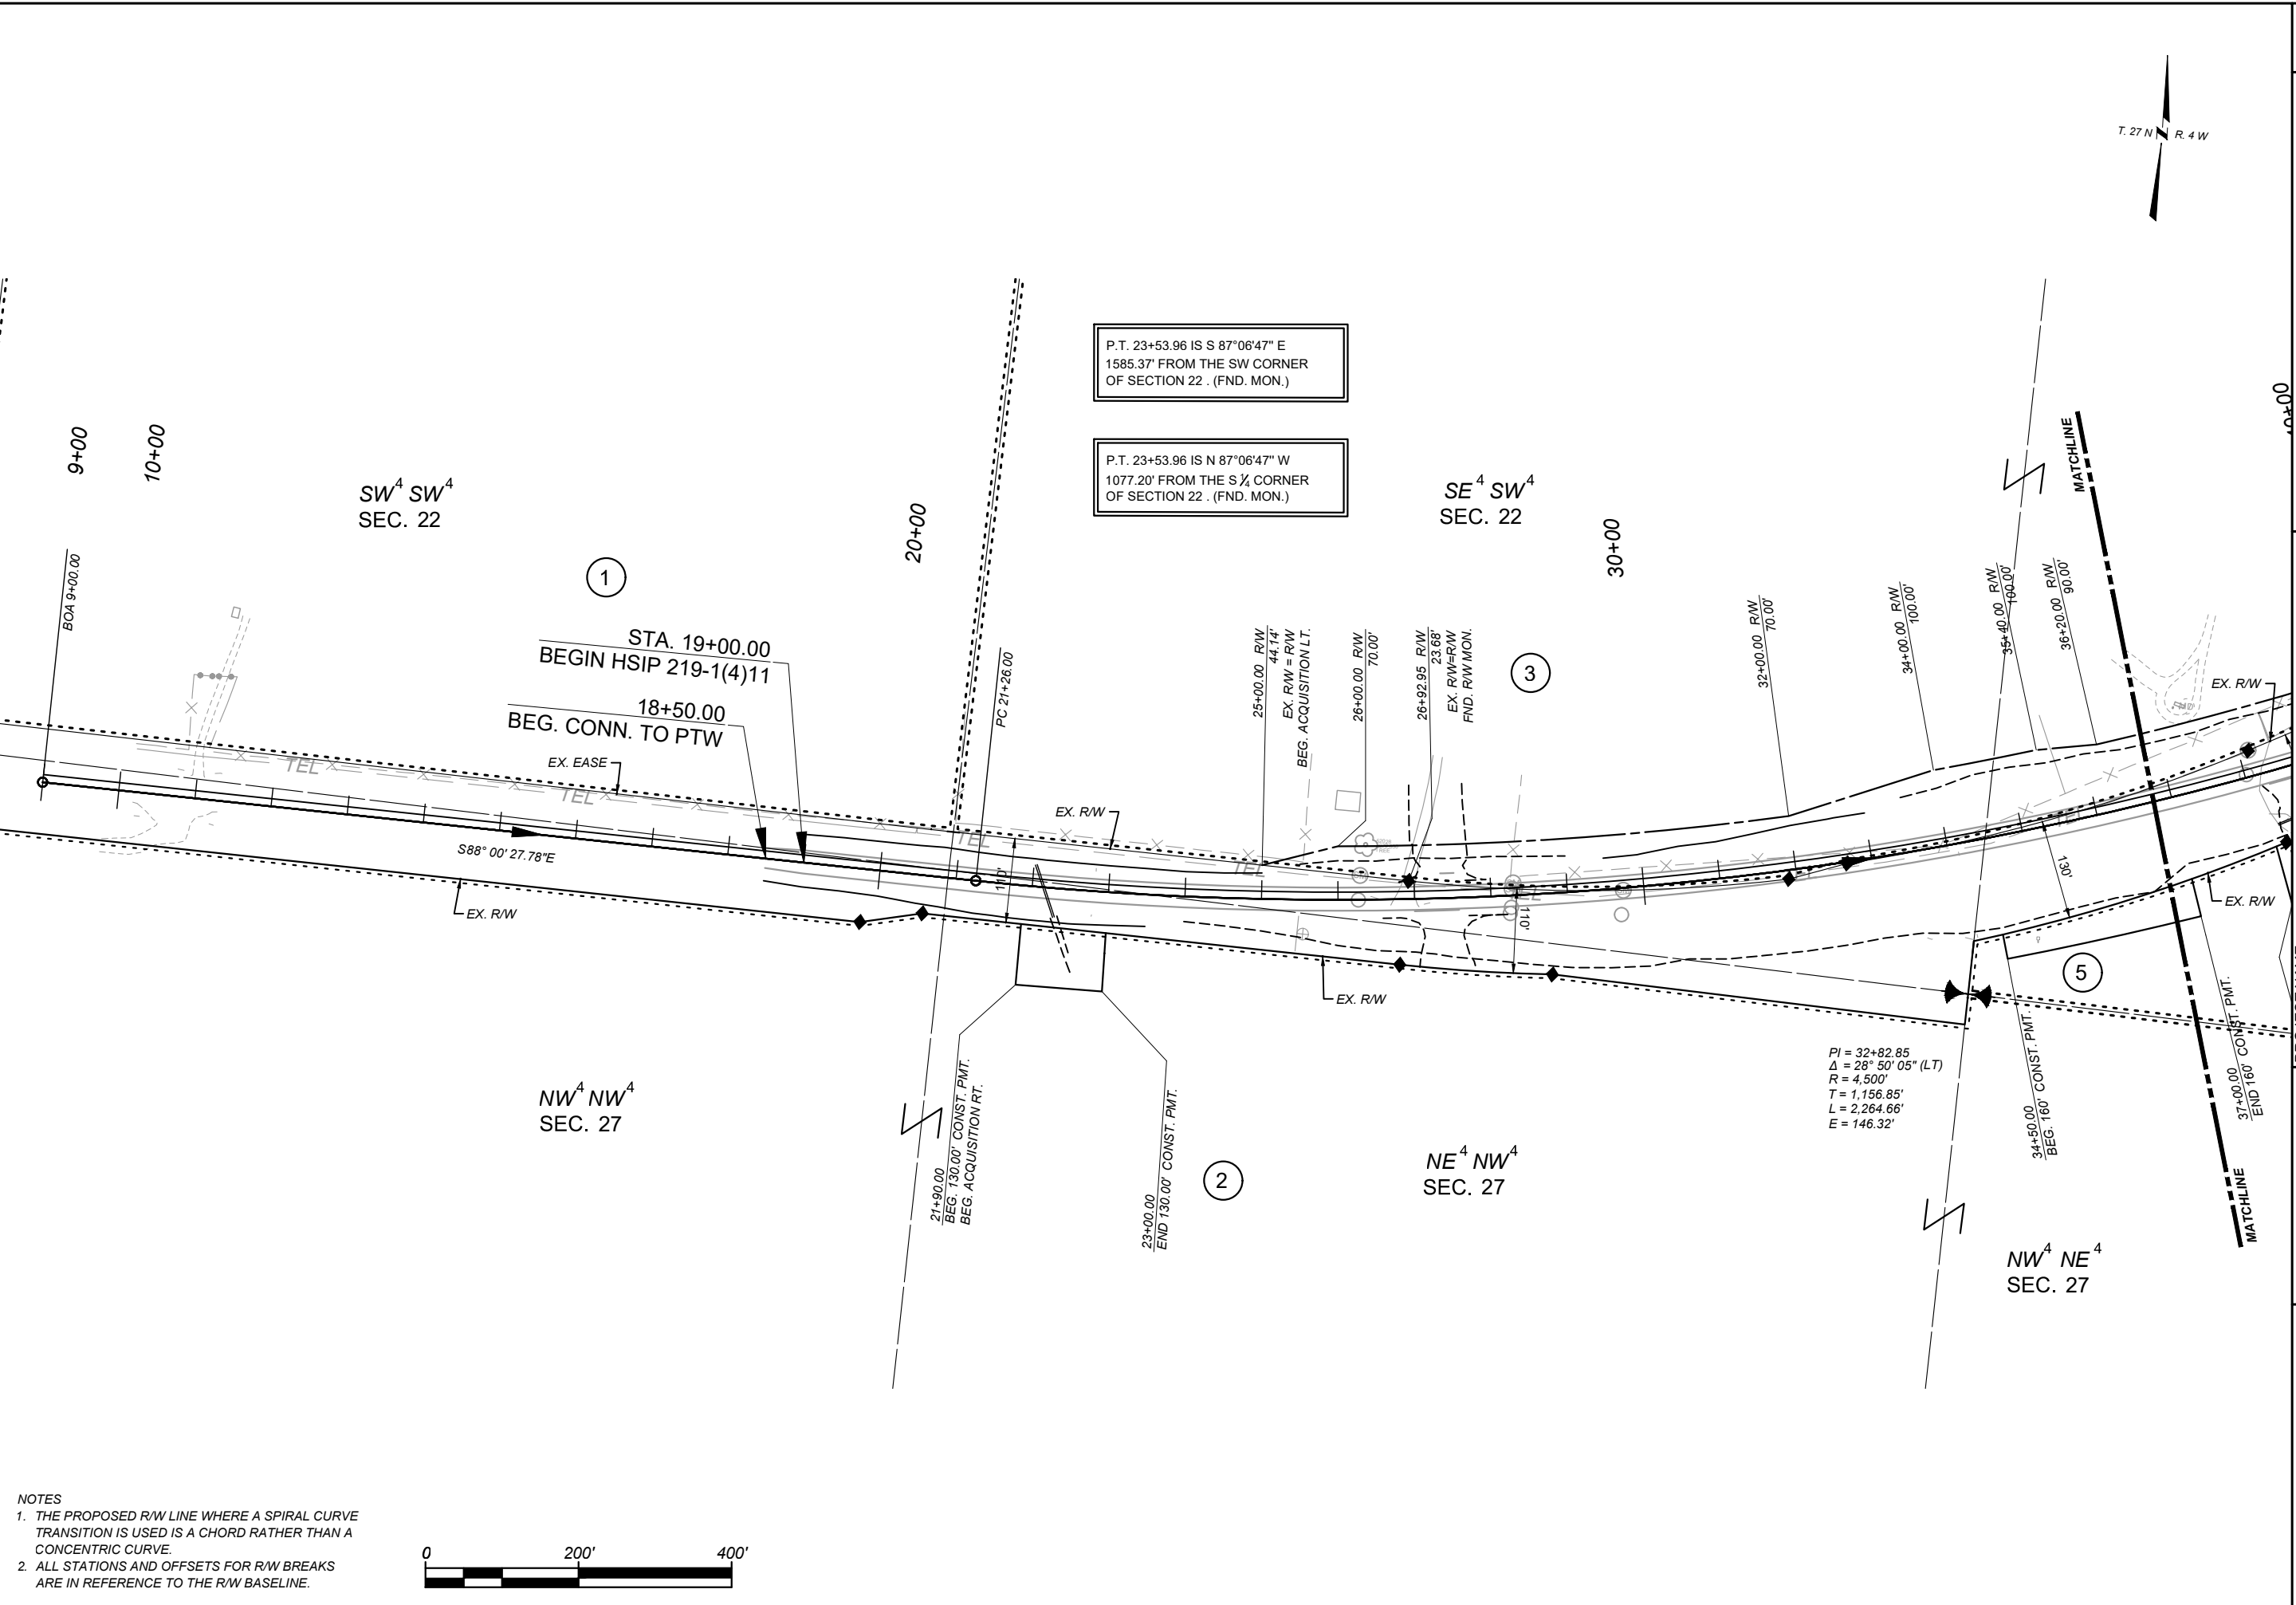 T. 27 N
R. 4 W
P.T. 23+53.96 IS S 87°06'47" E
1585.37' FROM THE SW CORNER
OF SECTION 22 . (FND. MON.)
P.T. 23+53.96 IS N 87°06'47" W
1077.20' FROM THE S ¼ CORNER
OF SECTION 22 . (FND. MON.)
9+00
10+00
20+00
30+00
MATCHLINE
SW⁴ SW⁴
SEC. 22
SE⁴ SW⁴
SEC. 22
1
3
BOA 9+00.00
STA. 19+00.00
BEGIN HSIP 219-1(4)11
18+50.00
BEG. CONN. TO PTW
PC 21+26.00
25+00.00 R/W
44.14'
EX. R/W = R/W
BEG. ACQUISITION LT.
26+00.00 R/W
70.00'
26+92.95 R/W
23.68'
EX. R/W=R/W
FND. R/W MON.
32+00.00 R/W
70.00'
34+00.00 R/W
100.00'
35+40.00 R/W
100.00'
36+20.00 R/W
90.00'
EX. R/W
TEL
EX. EASE
TEL
EX. R/W
TEL
TEL
TEL
S88° 00' 27.78"E
110'
110'
130'
EX. R/W
EX. R/W
EX. R/W
5
PI = 32+82.85
Δ = 28° 50' 05" (LT)
R = 4,500'
T = 1,156.85'
L = 2,264.66'
E = 146.32'
NW⁴ NW⁴
SEC. 27
21+90.00
BEG. 130.00' CONST. PMT.
BEG. ACQUISITION RT.
23+00.00
END 130.00' CONST. PMT.
2
NE⁴ NW⁴
SEC. 27
34+50.00
BEG. 160' CONST. PMT.
37+00.00
END 160' CONST. PMT.
MATCHLINE
NW⁴ NE⁴
SEC. 27
NOTES
1. THE PROPOSED R/W LINE WHERE A SPIRAL CURVE
TRANSITION IS USED IS A CHORD RATHER THAN A
CONCENTRIC CURVE.
2. ALL STATIONS AND OFFSETS FOR R/W BREAKS
ARE IN REFERENCE TO THE R/W BASELINE.
0 200' 400'